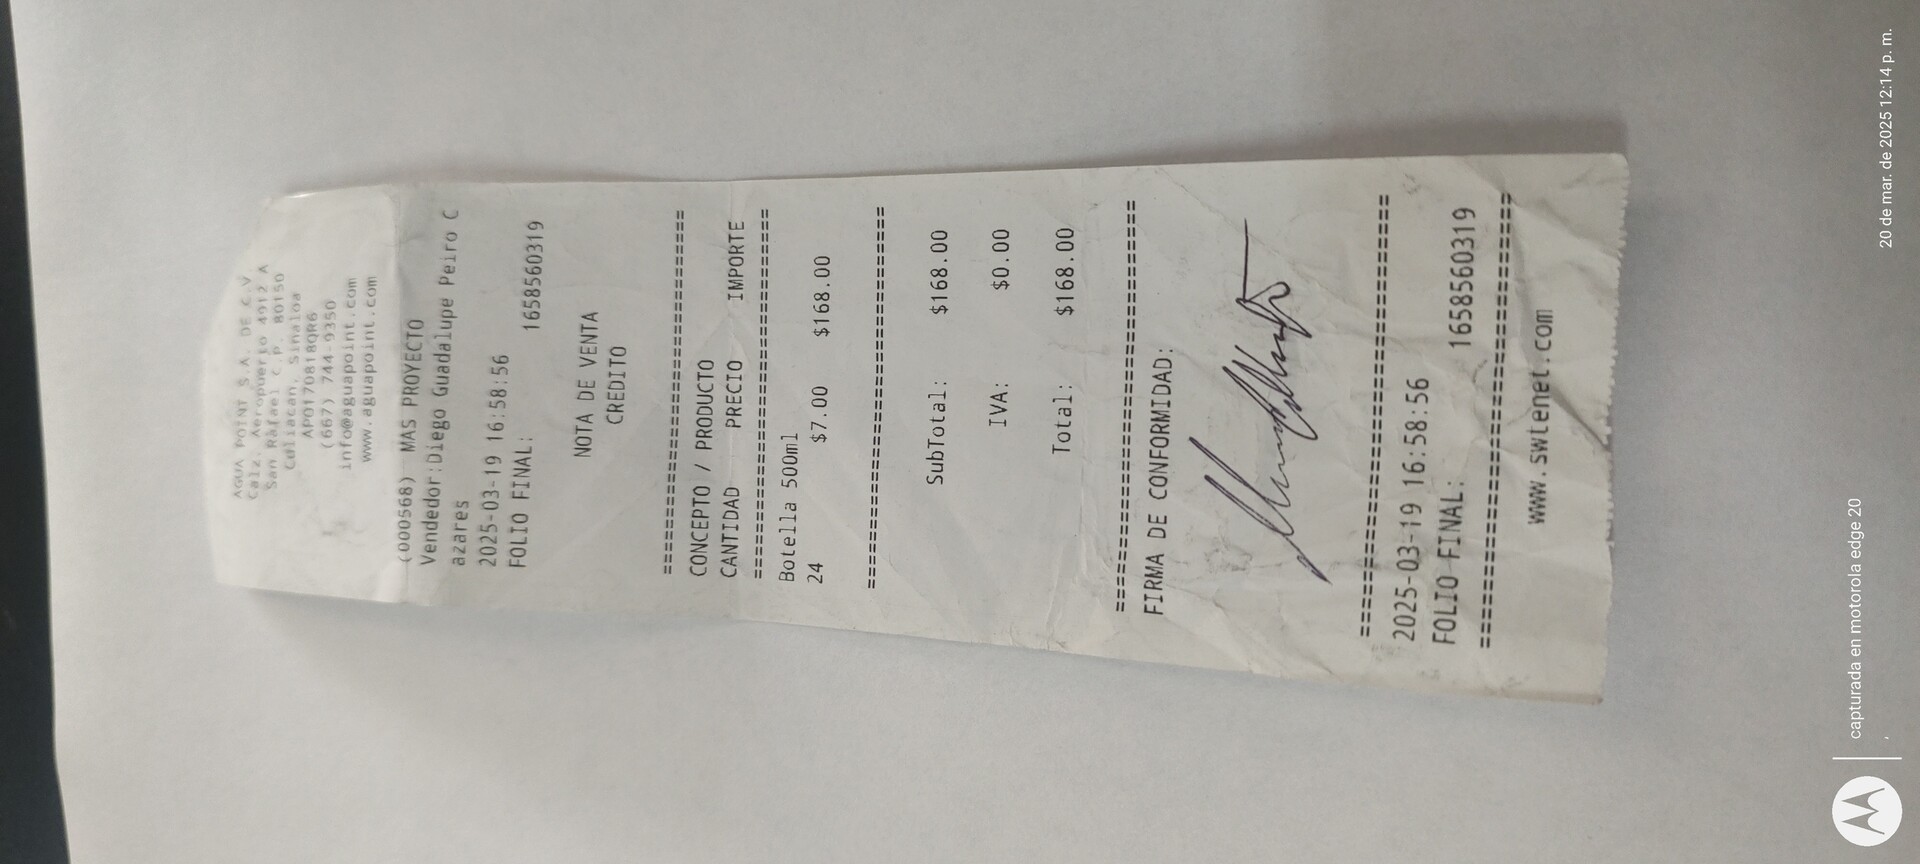 AGUA POINT S.A. DE C.V.
Calz. Aeropuerto 4912 A
San Rafael C.P. 80150
Culiacan, Sinaloa
APO170818QR6
(667) 744-9350
info@aguapoint.com
www.aguapoint.com
(000568) MAS PROYECTO
Vendedor:Diego Guadalupe Peiro C
azares
2025-03-19 16:58:56
FOLIO FINAL: 1658560319
NOTA DE VENTA
CREDITO
================================
CONCEPTO / PRODUCTO
CANTIDAD PRECIO IMPORTE
================================
Botella 500ml
24 $7.00 $168.00
================================
SubTotal: $168.00
IVA: $0.00
Total: $168.00
================================
FIRMA DE CONFORMIDAD:
================================
2025-03-19 16:58:56
FOLIO FINAL: 1658560319
================================
www.swtenet.com
capturada en motorola edge 20
,
20 de mar. de 2025 12:14 p. m.